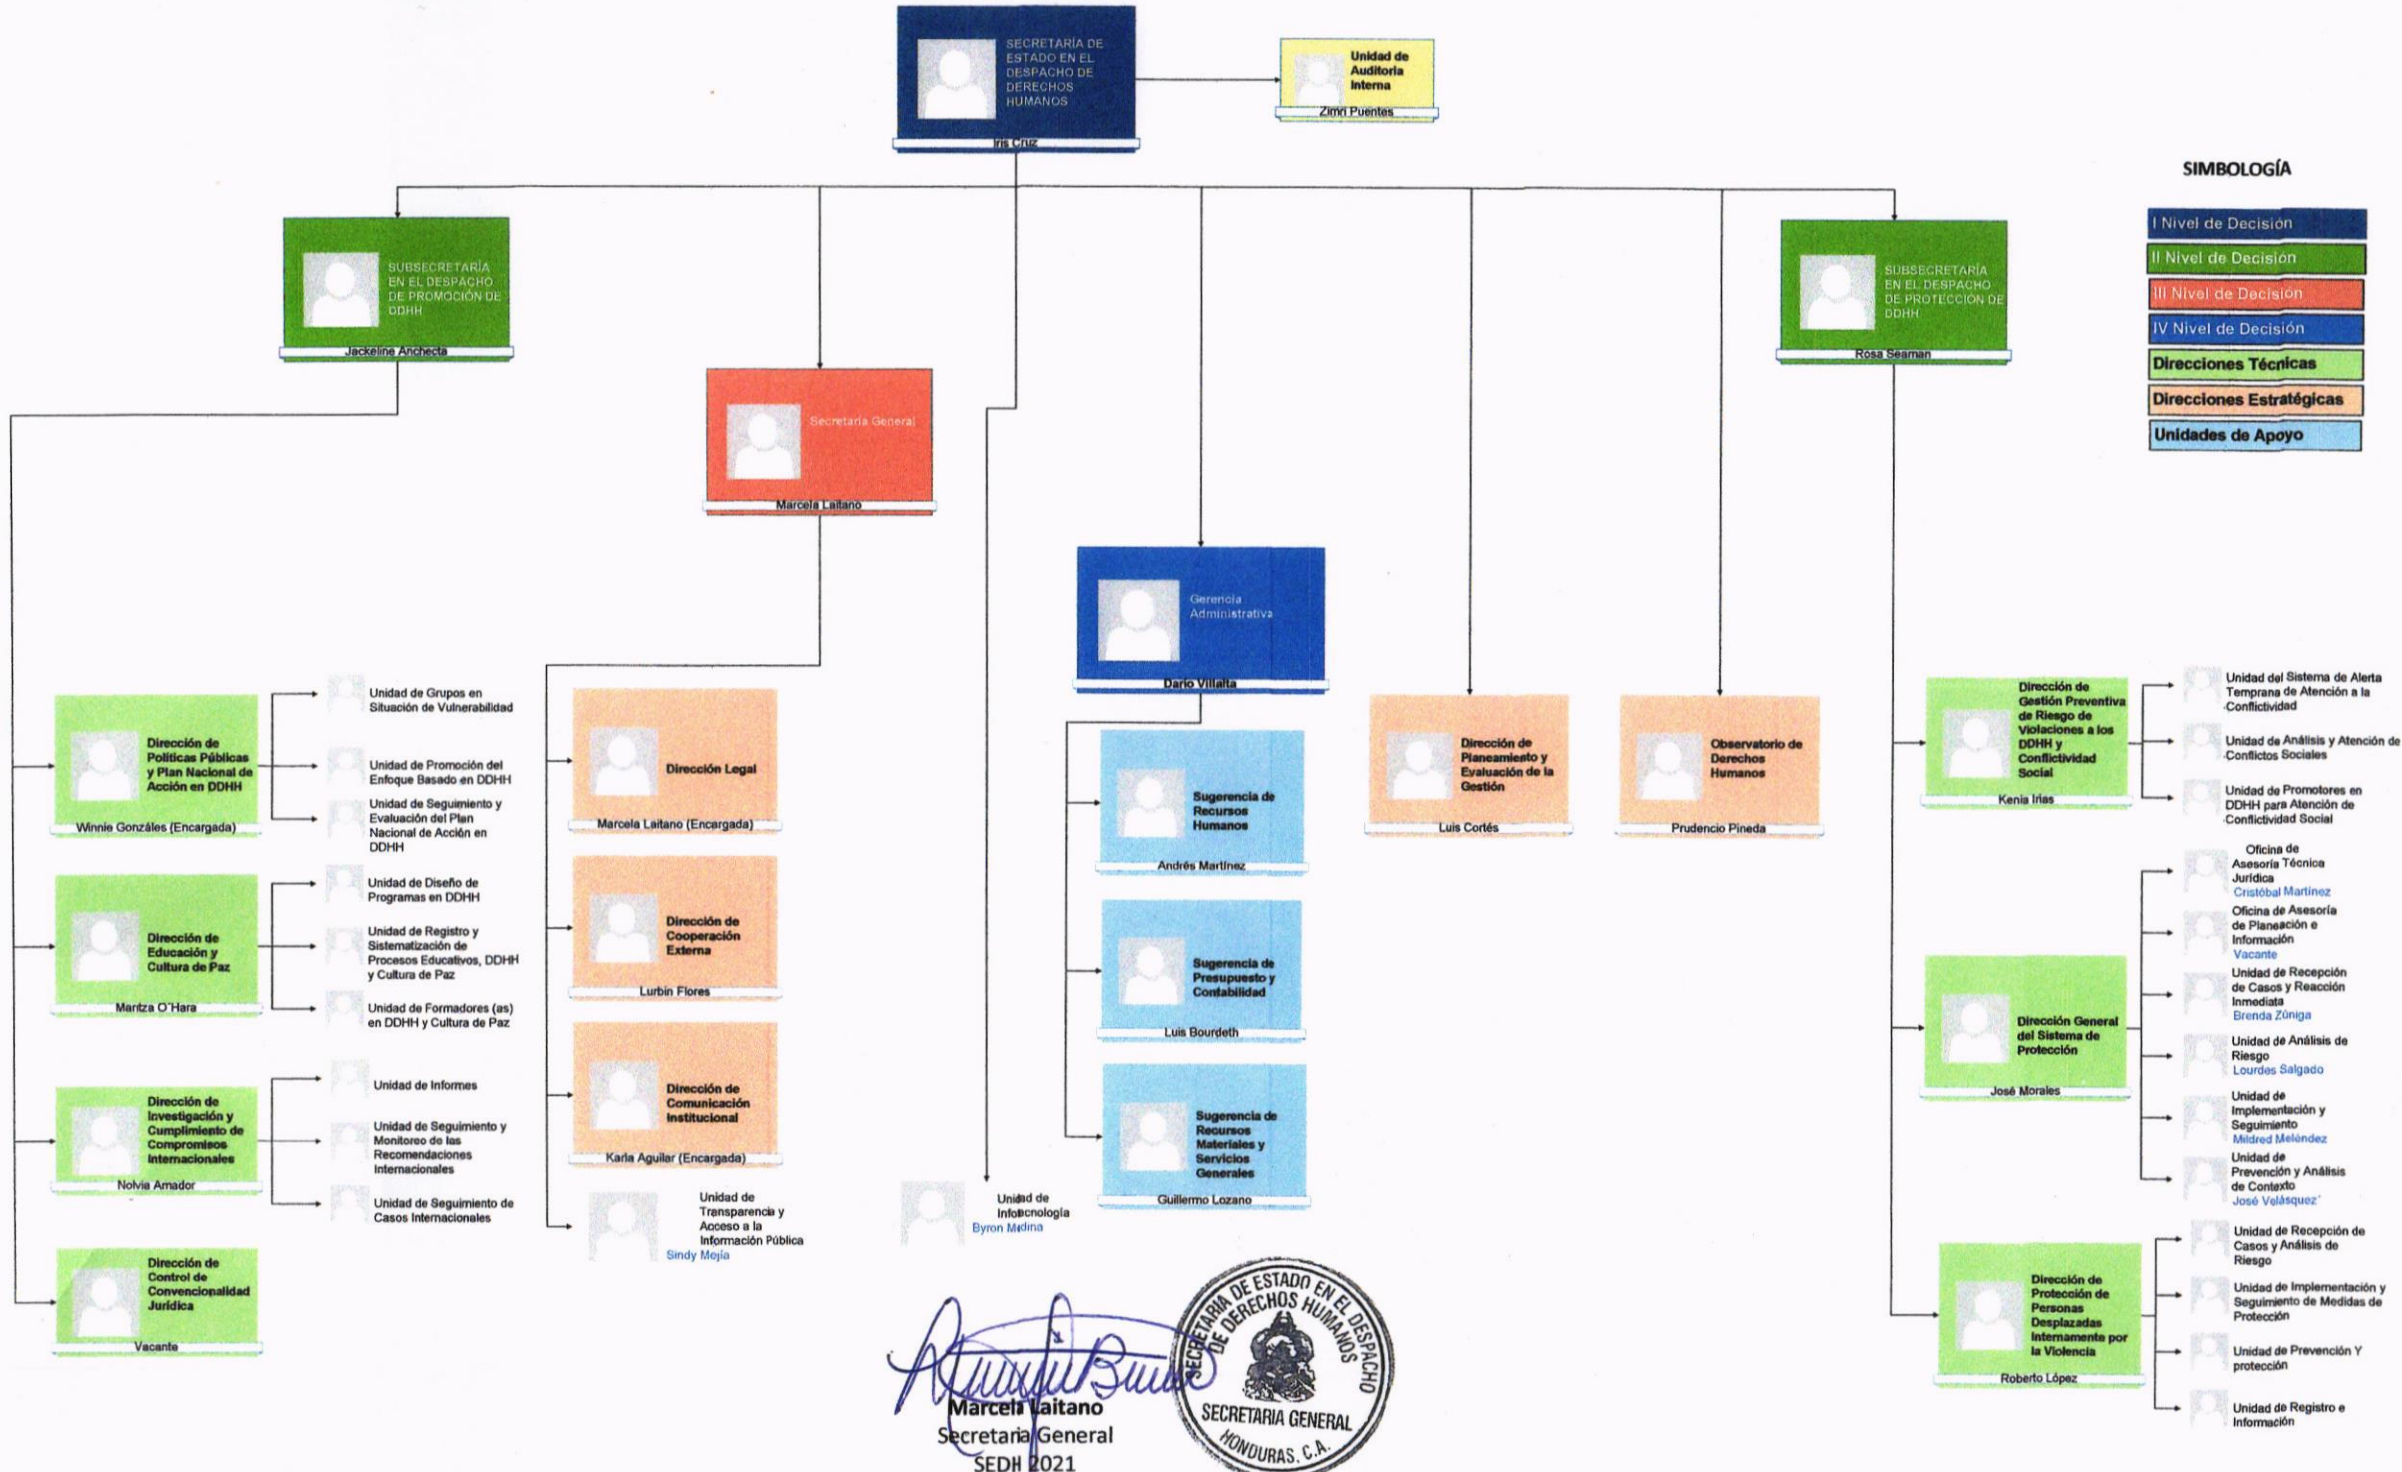 SECRETARÍA DE
ESTADO EN EL
DESPACHO DE
DERECHOS
HUMANOS
Iris Cruz
Unidad de
Auditoria
Interna
Zimri Puentes
SIMBOLOGÍA
I Nivel de Decisión
II Nivel de Decisión
III Nivel de Decisión
IV Nivel de Decisión
Direcciones Técnicas
Direcciones Estratégicas
Unidades de Apoyo
SUBSECRETARÍA
EN EL DESPACHO
DE PROMOCIÓN DE
DDHH
Jackeline Anchecta
SUBSECRETARÍA
EN EL DESPACHO
DE PROTECCIÓN DE
DDHH
Rosa Seaman
Secretaría General
Marcela Laitano
Gerencia
Administrativa
Dario Villalta
Dirección de
Políticas Públicas
y Plan Nacional de
Acción en DDHH
Winnie Gonzáles (Encargada)
Unidad de Grupos en
Situación de Vulnerabilidad
Unidad de Promoción del
Enfoque Basado en DDHH
Unidad de Seguimiento y
Evaluación del Plan
Nacional de Acción en
DDHH
Dirección de
Educación y
Cultura de Paz
Maritza O´Hara
Unidad de Diseño de
Programas en DDHH
Unidad de Registro y
Sistematización de
Procesos Educativos, DDHH
y Cultura de Paz
Unidad de Formadores (as)
en DDHH y Cultura de Paz
Dirección de
Investigación y
Cumplimiento de
Compromisos
Internacionales
Nolvia Amador
Unidad de Informes
Unidad de Seguimiento y
Monitoreo de las
Recomendaciones
Internacionales
Unidad de Seguimiento de
Casos Internacionales
Dirección de
Control de
Convencionalidad
Jurídica
Vacante
Dirección Legal
Marcela Laitano (Encargada)
Dirección de
Cooperación
Externa
Lurbin Flores
Dirección de
Comunicación
Institucional
Karla Aguilar (Encargada)
Unidad de
Transparencia y
Acceso a la
Información Pública
Sindy Mejía
Unidad de
Infotecnología
Byron Medina
Sugerencia de
Recursos
Humanos
Andrés Martínez
Sugerencia de
Presupuesto y
Contabilidad
Luis Bourdeth
Sugerencia de
Recursos
Materiales y
Servicios
Generales
Guillermo Lozano
Dirección de
Planeamiento y
Evaluación de la
Gestión
Luis Cortés
Observatorio de
Derechos
Humanos
Prudencio Pineda
Dirección de
Gestión Preventiva
de Riesgo de
Violaciones a los
DDHH y
Conflictividad
Social
Kenia Irias
Unidad del Sistema de Alerta
Temprana de Atención a la
Conflictividad
Unidad de Análisis y Atención de
Conflictos Sociales
Unidad de Promotores en
DDHH para Atención de
Conflictividad Social
Dirección General
del Sistema de
Protección
José Morales
Oficina de
Asesoría Técnica
Jurídica
Cristóbal Martínez
Oficina de Asesoría
de Planeación e
Información
Vacante
Unidad de Recepción
de Casos y Reacción
Inmediata
Brenda Zúniga
Unidad de Análisis de
Riesgo
Lourdes Salgado
Unidad de
Implementación y
Seguimiento
Mildred Meléndez
Unidad de
Prevención y Análisis
de Contexto
José Velásquez
Dirección de
Protección de
Personas
Desplazadas
Internamente por
la Violencia
Roberto López
Unidad de Recepción de
Casos y Análisis de
Riesgo
Unidad de Implementación y
Seguimiento de Medidas de
Protección
Unidad de Prevención Y
protección
Unidad de Registro e
Información
Marcela Laitano
Secretaria General
SEDH 2021
SECRETARIA DE ESTADO EN EL DESPACHO
DE DERECHOS HUMANOS
SECRETARIA GENERAL
HONDURAS, C.A.